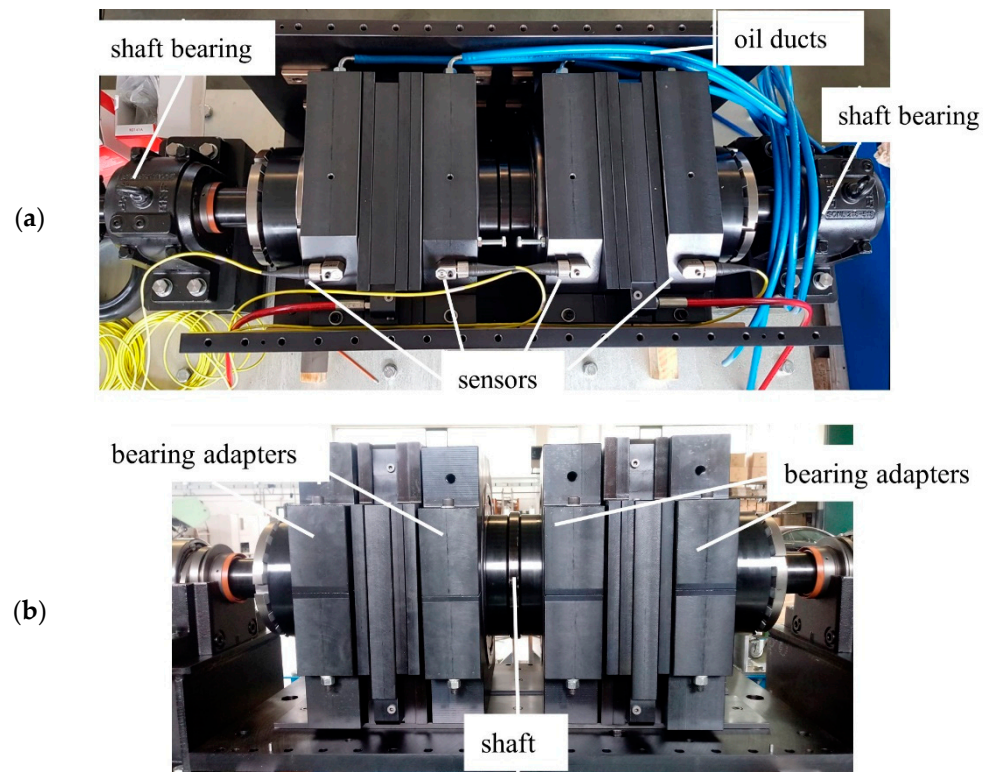 shaft bearing
oil ducts
shaft bearing
(a)
sensors
bearing adapters
bearing adapters
(b)
shaft